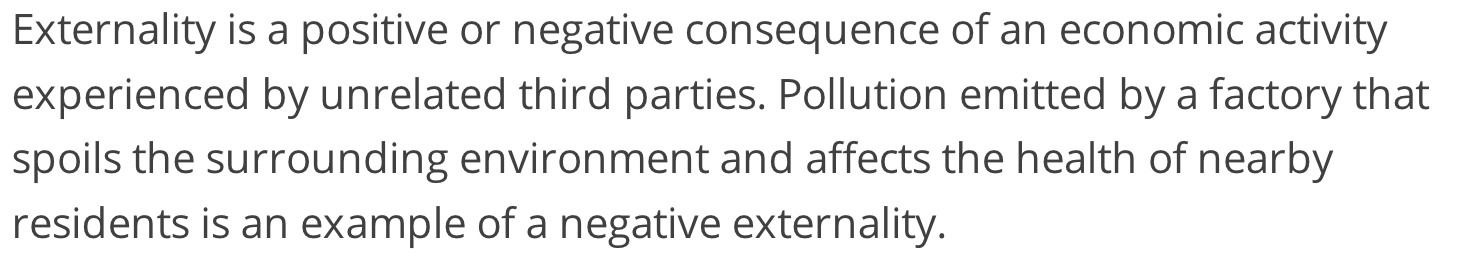 Externality is a positive or negative consequence of an economic activity
experienced by unrelated third parties. Pollution emitted by a factory that
spoils the surrounding environment and affects the health of nearby
residents is an example of a negative externality.